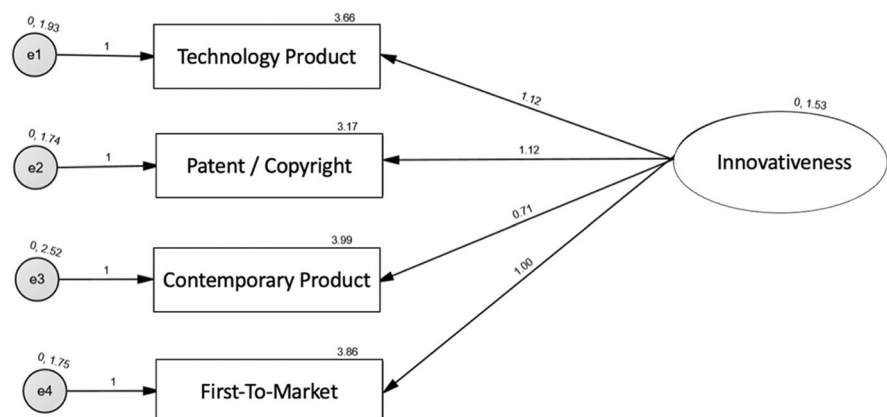 0, 1.93
e1
1
3.66
Technology Product
1.12
0, 1.53
Innovativeness
0, 1.74
e2
1
3.17
Patent / Copyright
1.12
0, 2.52
e3
1
3.99
Contemporary Product
0.71
0, 1.75
e4
1
3.86
First-To-Market
1.00